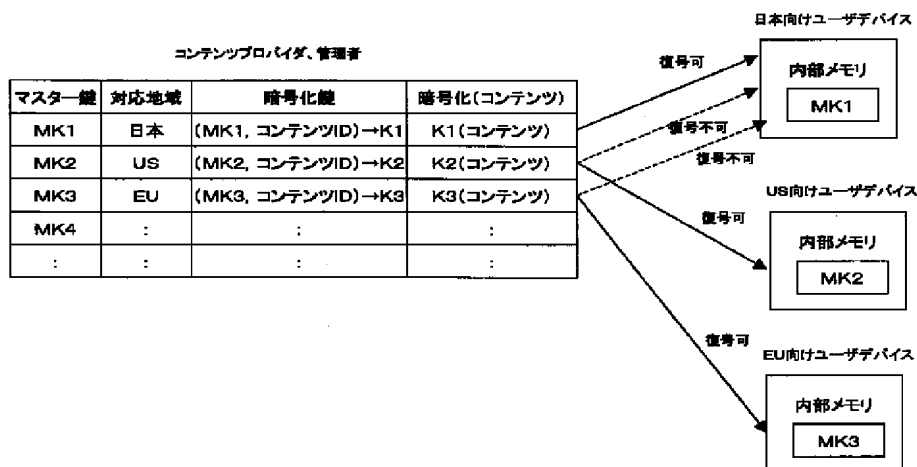 コンテンツプロバイダ、管理者
マスター鍵 対応地域 暗号化鍵 暗号化(コンテンツ)
MK1 日本 (MK1, コンテンツID)→K1 K1(コンテンツ)
MK2 US (MK2, コンテンツID)→K2 K2(コンテンツ)
MK3 EU (MK3, コンテンツID)→K3 K3(コンテンツ)
MK4 : : :
: : : :
復号可
復号不可
復号不可
復号可
復号可
日本向けユーザデバイス
内部メモリ
MK1
US向けユーザデバイス
内部メモリ
MK2
EU向けユーザデバイス
内部メモリ
MK3